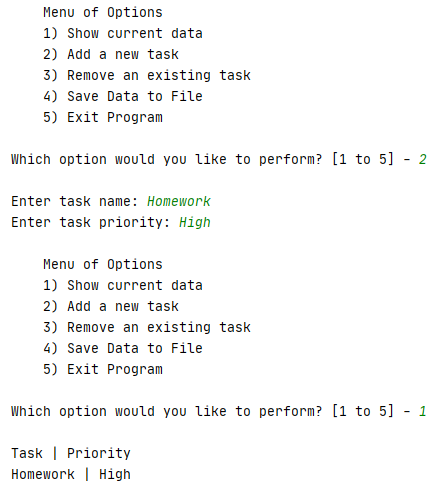 Menu of Options
1) Show current data
2) Add a new task
3) Remove an existing task
4) Save Data to File
5) Exit Program
Which option would you like to perform? [1 to 5] - 2
Enter task name: Homework
Enter task priority: High
Menu of Options
1) Show current data
2) Add a new task
3) Remove an existing task
4) Save Data to File
5) Exit Program
Which option would you like to perform? [1 to 5] - 1
Task | Priority
Homework | High